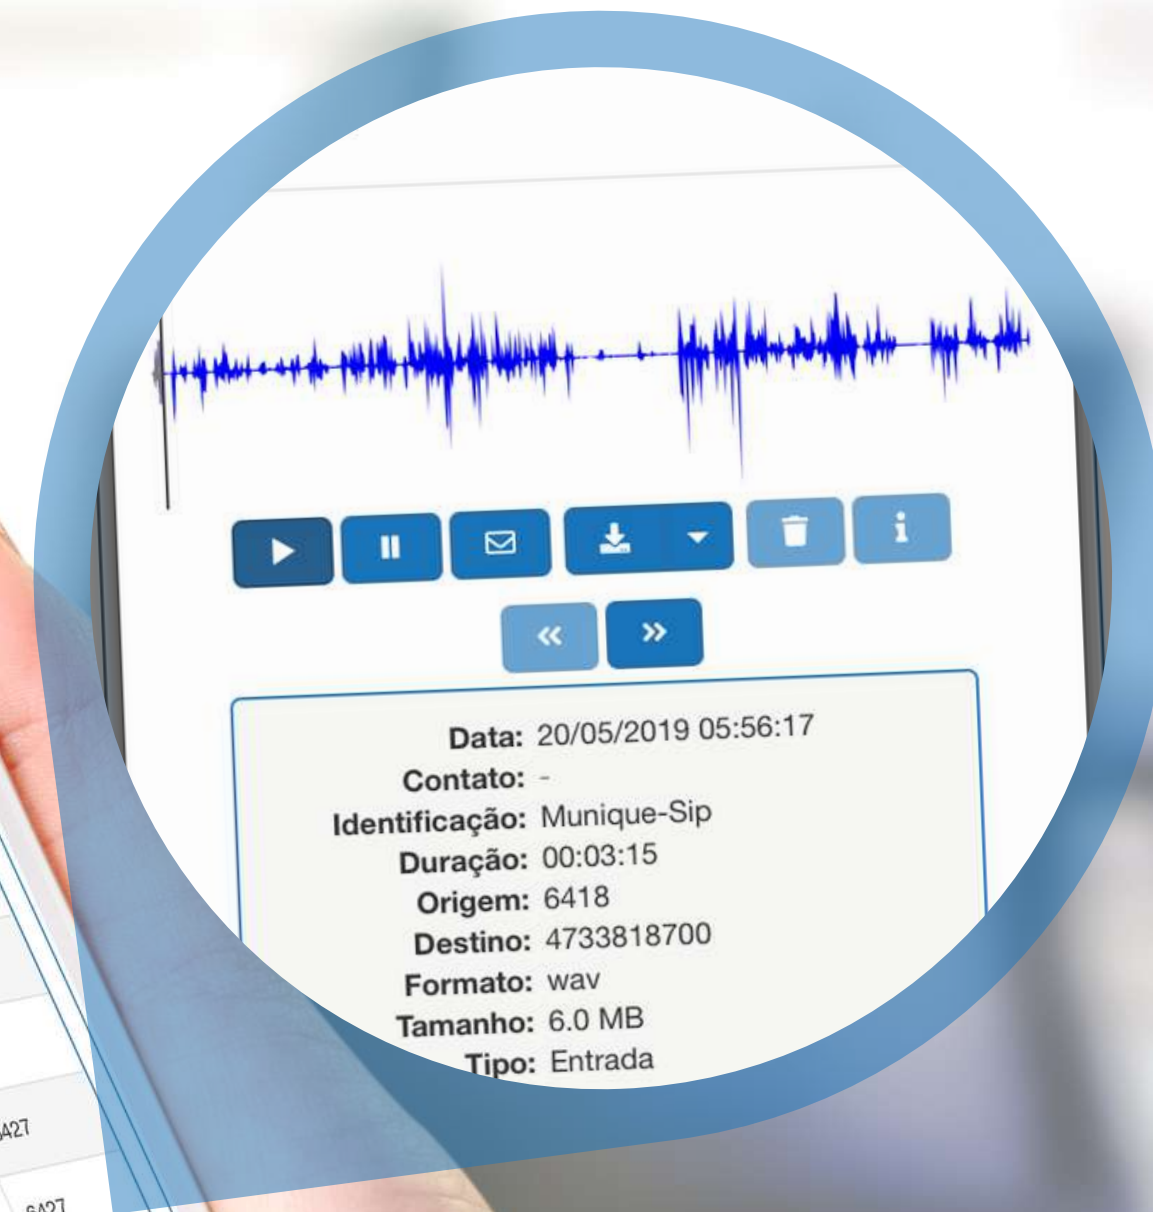 Data: 20/05/2019 05:56:17
Contato: -
Identificação: Munique-Sip
Duração: 00:03:15
Origem: 6418
Destino: 4733818700
Formato: wav
Tamanho: 6.0 MB
Tipo: Entrada
6427